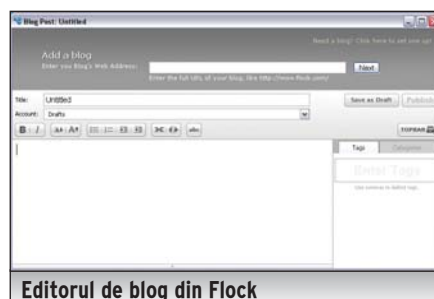 Blog Post: Untitled
Need a blog? Click here to set one up!
Add a blog
Enter you Blog's Web Address:
Next
Enter the full URL of your blog, like http://www.flock.com/
Title: Untitled
Save as Draft
Publish
Account: Drafts
B I
AA A
abc
TOPBAR
Tags
Categories
Enter Tags
Use commas to delimit tags
Editorul de blog din Flock